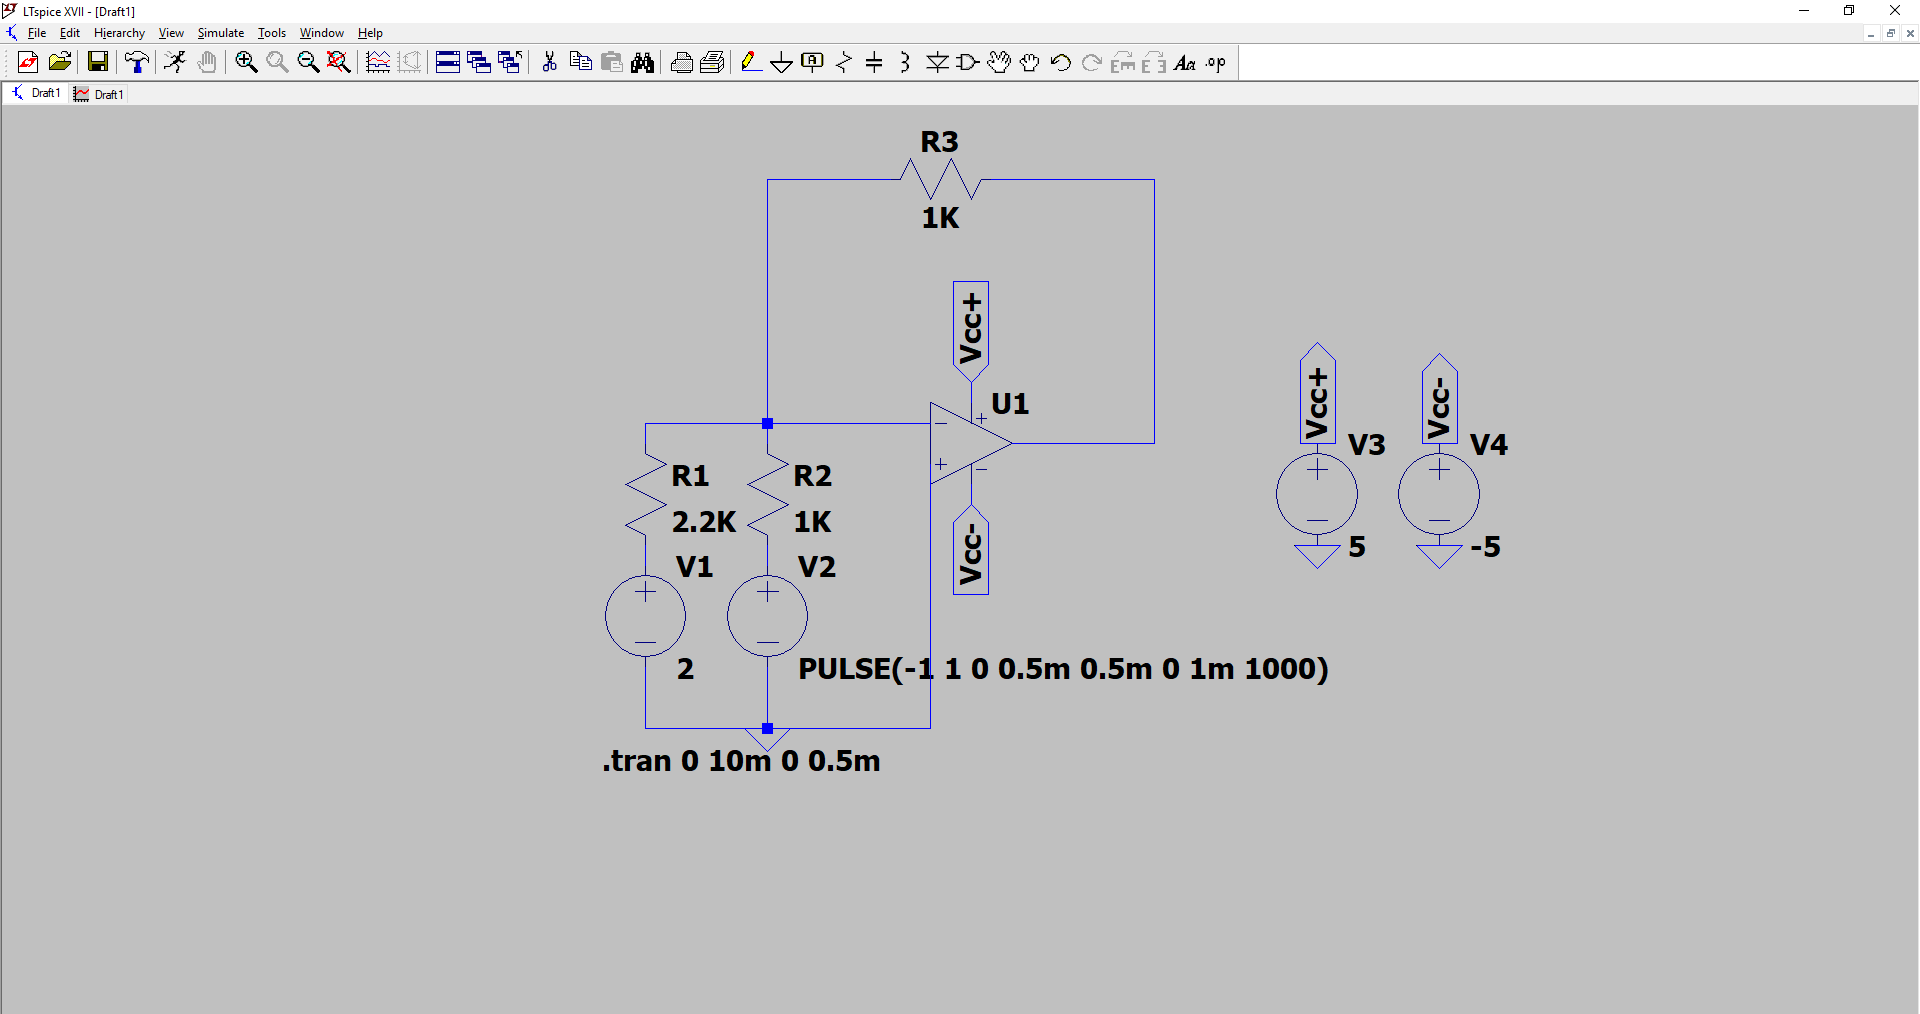 LTspice XVII - [Draft1]
File Edit Hierarchy View Simulate Tools Window Help
Aa .op
Draft1 Draft1
R3
1K
Vcc+
U1
Vcc+
Vcc-
V3
V4
R1
R2
2.2K
1K
5
-5
Vcc-
V1
V2
2
PULSE(-1 1 0 0.5m 0.5m 0 1m 1000)
.tran 0 10m 0 0.5m